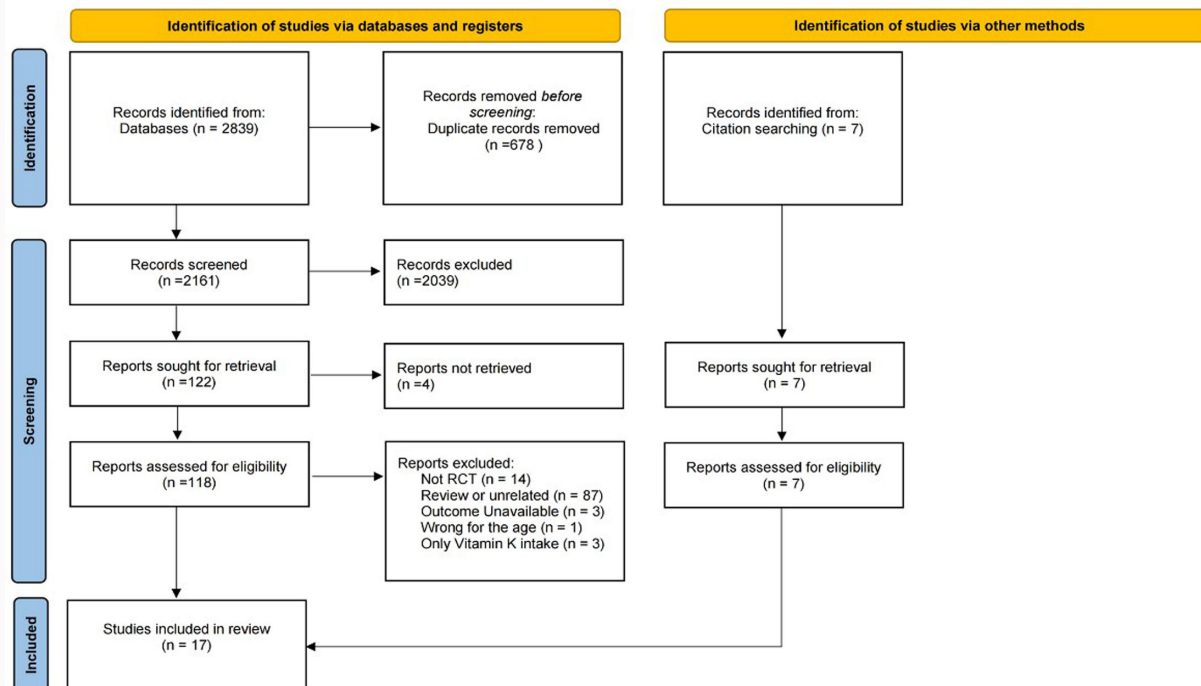 Identification of studies via databases and registers
Identification of studies via other methods
Identification
Records identified from:
Databases (n = 2839)
Records removed before
screening:
Duplicate records removed
(n =678 )
Records identified from:
Citation searching (n = 7)
Screening
Records screened
(n =2161)
Records excluded
(n =2039)
Reports sought for retrieval
(n =122)
Reports not retrieved
(n =4)
Reports sought for retrieval
(n = 7)
Reports assessed for eligibility
(n =118)
Reports excluded:
Not RCT (n = 14)
Review or unrelated (n = 87)
Outcome Unavailable (n = 3)
Wrong for the age (n = 1)
Only Vitamin K intake (n = 3)
Reports assessed for eligibility
(n = 7)
Included
Studies included in review
(n = 17)